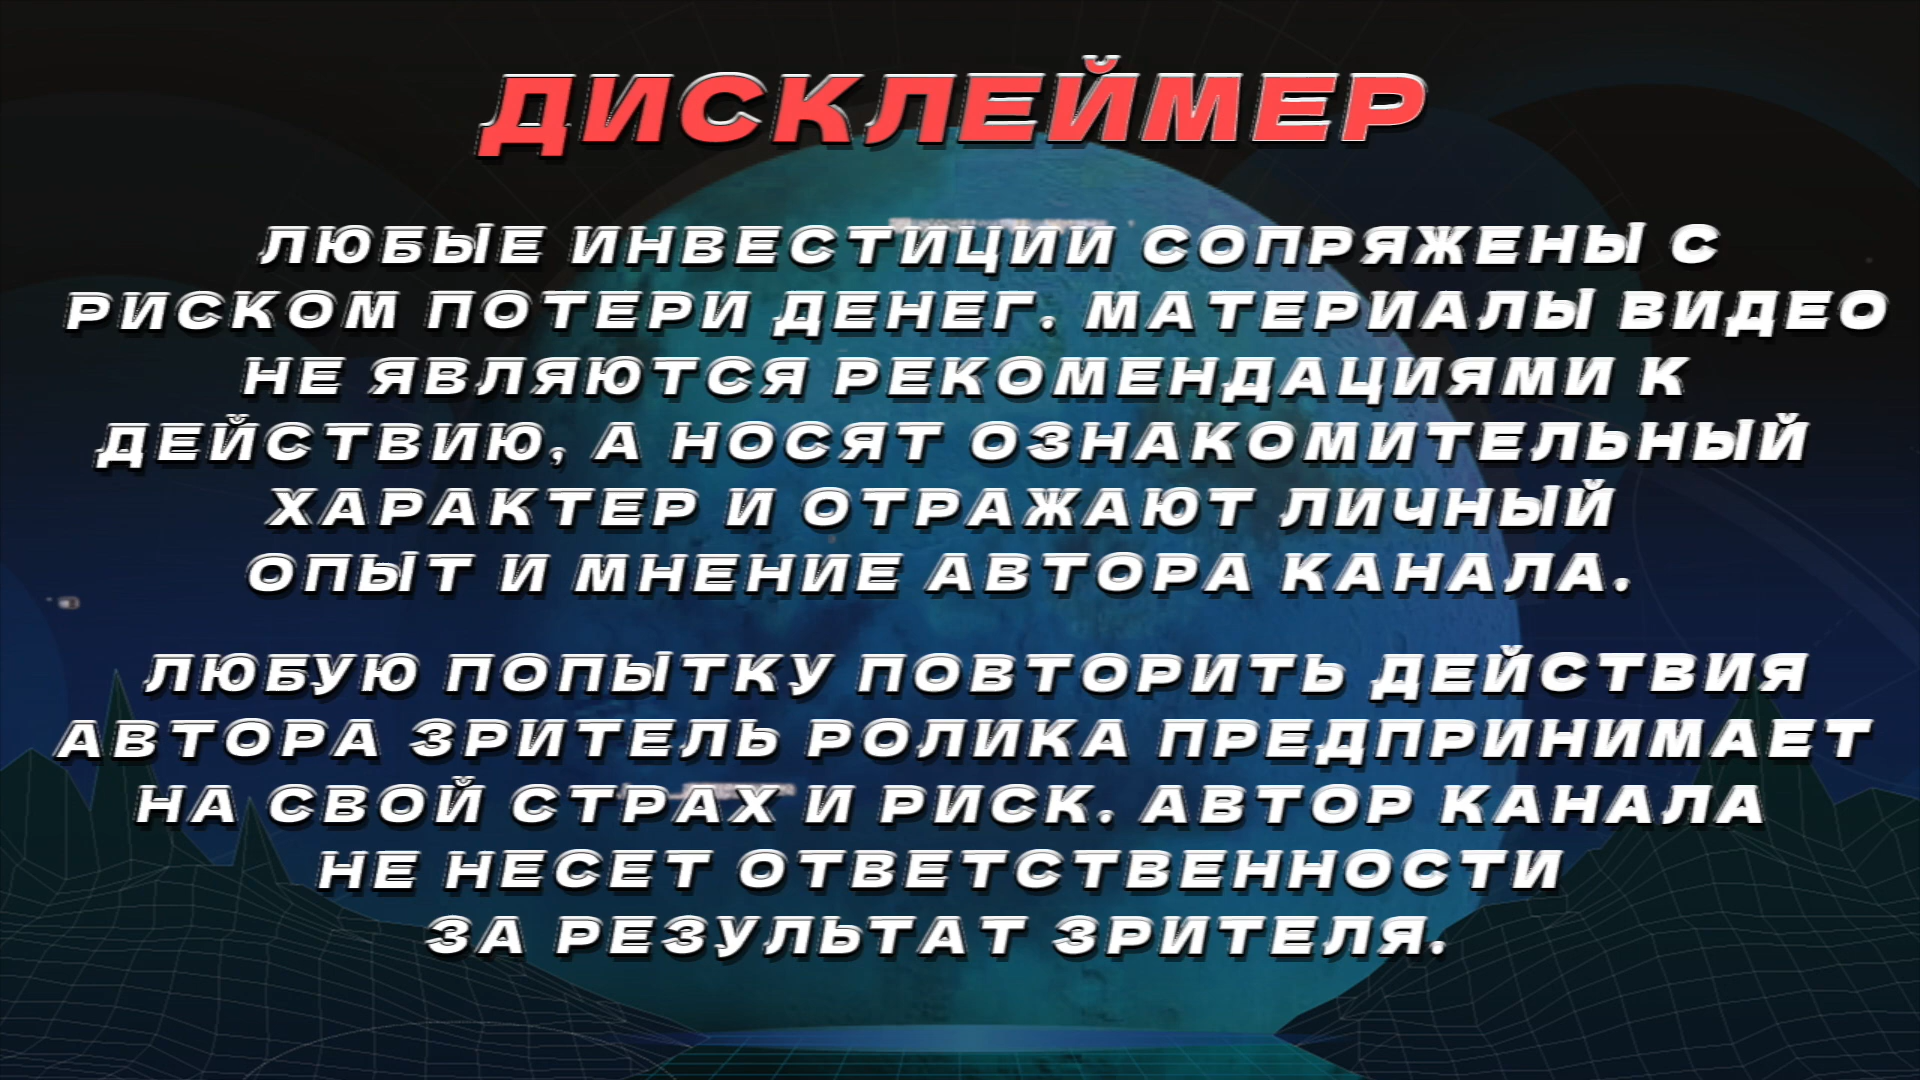 ДИСКЛЕЙМЕР
ЛЮБЫЕ ИНВЕСТИЦИИ СОПРЯЖЕНЫ С
РИСКОМ ПОТЕРИ ДЕНЕГ. МАТЕРИАЛЫ ВИДЕО
НЕ ЯВЛЯЮТСЯ РЕКОМЕНДАЦИЯМИ К
ДЕЙСТВИЮ, А НОСЯТ ОЗНАКОМИТЕЛЬНЫЙ
ХАРАКТЕР И ОТРАЖАЮТ ЛИЧНЫЙ
ОПЫТ И МНЕНИЕ АВТОРА КАНАЛА.
ЛЮБУЮ ПОПЫТКУ ПОВТОРИТЬ ДЕЙСТВИЯ
АВТОРА ЗРИТЕЛЬ РОЛИКА ПРЕДПРИНИМАЕТ
НА СВОЙ СТРАХ И РИСК. АВТОР КАНАЛА
НЕ НЕСЕТ ОТВЕТСТВЕННОСТИ
ЗА РЕЗУЛЬТАТ ЗРИТЕЛЯ.